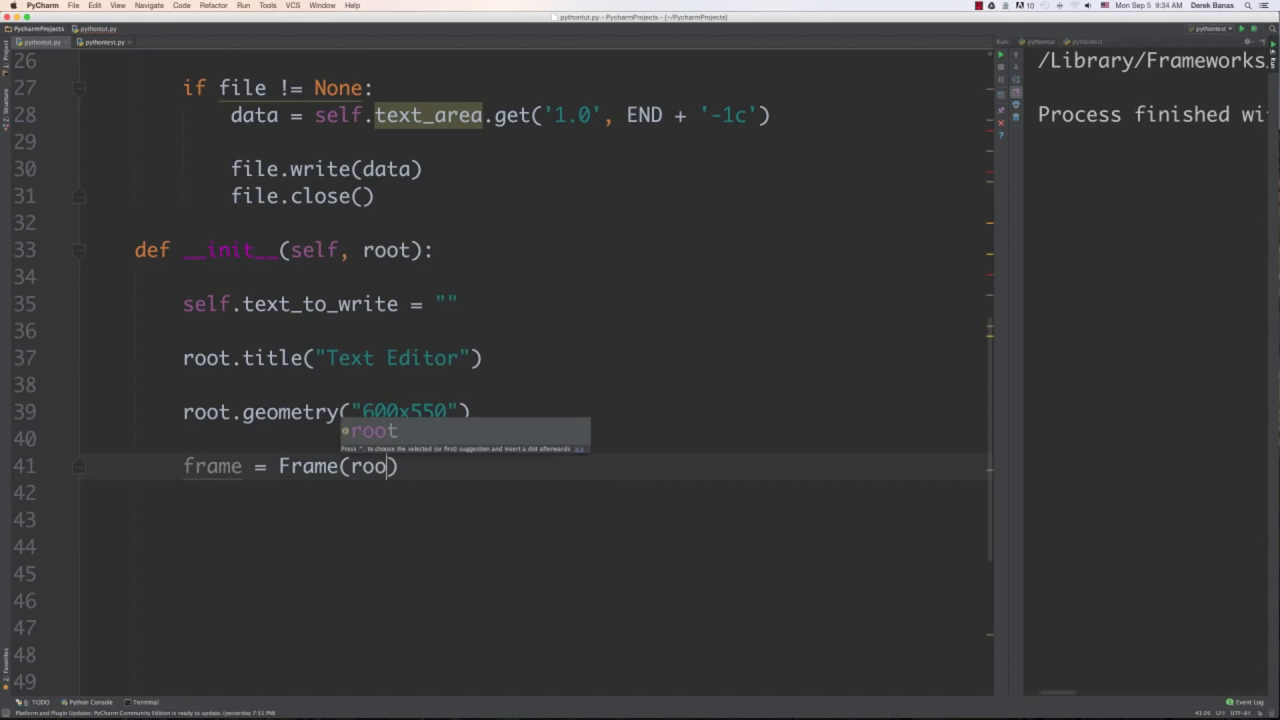 PyCharm File Edit View Navigate Code Refactor Run Tools VCS Window Help 10 Mon Sep 5 9:34 AM Derek Banas
pythontut.py - PycharmProjects - [~/PycharmProjects]
PycharmProjects pythontut.py pythontest
pythontut.py pythontest.py Run: pythontut pythontest
26
27 if file != None:
28 data = self.text_area.get('1.0', END + '-1c')
29
30 file.write(data)
31 file.close()
32
33 def __init__(self, root):
34
35 self.text_to_write = ""
36
37 root.title("Text Editor")
38
39 root.geometry("600x550")
root
40
Press ^. to choose the selected (or first) suggestion and insert a dot afterwards >>
41 frame = Frame(roo)
42
43
44
45
46
47
48
49
/Library/Frameworks
Process finished wi
1: Project
Z: Structure
2: Favorites
Run
6: TODO Python Console Terminal Event Log
Platform and Plugin Updates: PyCharm Community Edition is ready to update. (yesterday 7:51 PM) 41:26 LF: UTF-8: